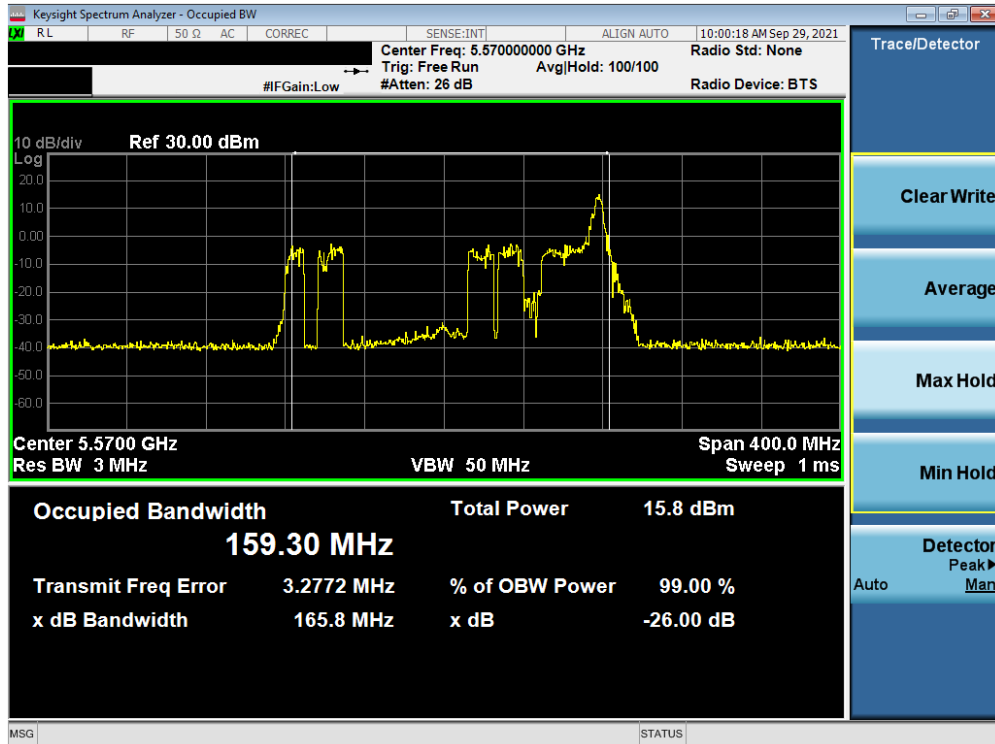 Keysight Spectrum Analyzer - Occupied BW
LXI RL RF 50 Ω AC CORREC SENSE:INT ALIGN AUTO 10:00:18 AM Sep 29, 2021
Center Freq: 5.570000000 GHz Radio Std: None
Trig: Free Run Avg|Hold: 100/100
#IFGain:Low #Atten: 26 dB Radio Device: BTS
10 dB/div Ref 30.00 dBm
Log
20.0
10.0
0.00
-10.0
-20.0
-30.0
-40.0
-50.0
-60.0
Center 5.5700 GHz Span 400.0 MHz
Res BW 3 MHz VBW 50 MHz Sweep 1 ms
Occupied Bandwidth Total Power 15.8 dBm
159.30 MHz
Transmit Freq Error 3.2772 MHz % of OBW Power 99.00 %
x dB Bandwidth 165.8 MHz x dB -26.00 dB
MSG STATUS
Trace/Detector
Clear Write
Average
Max Hold
Min Hold
Detector
Peak▶
Auto Man